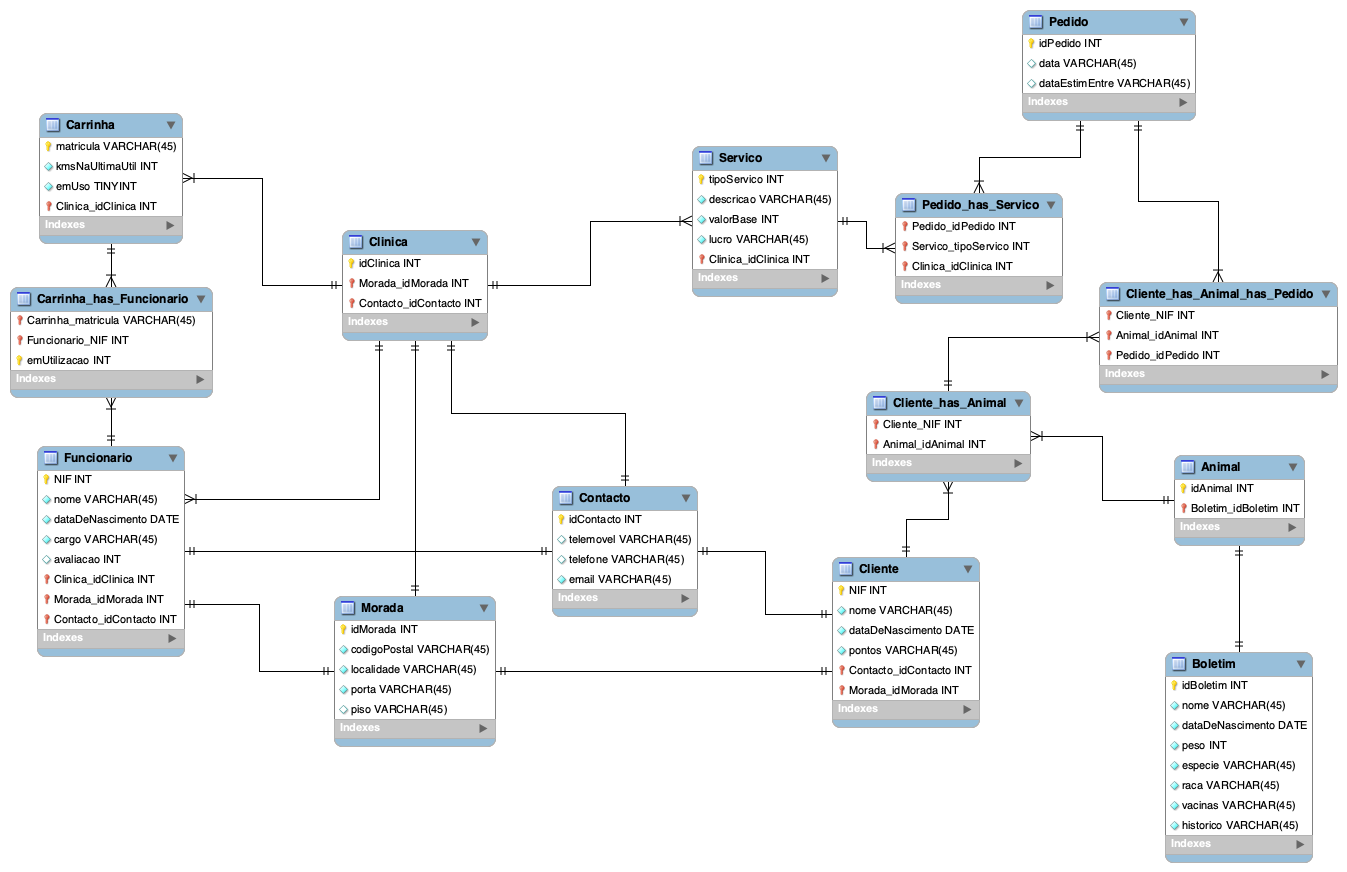 Pedido
idPedido INT
data VARCHAR(45)
dataEstimEntre VARCHAR(45)
Indexes
Carrinha
matricula VARCHAR(45)
kmsNaUltimaUtil INT
emUso TINYINT
Clinica_idClinica INT
Indexes
Servico
tipoServico INT
descricao VARCHAR(45)
valorBase INT
lucro VARCHAR(45)
Clinica_idClinica INT
Indexes
Pedido_has_Servico
Pedido_idPedido INT
Servico_tipoServico INT
Clinica_idClinica INT
Indexes
Clinica
idClinica INT
Morada_idMorada INT
Contacto_idContacto INT
Indexes
Carrinha_has_Funcionario
Carrinha_matricula VARCHAR(45)
Funcionario_NIF INT
emUtilizacao INT
Indexes
Cliente_has_Animal_has_Pedido
Cliente_NIF INT
Animal_idAnimal INT
Pedido_idPedido INT
Indexes
Cliente_has_Animal
Cliente_NIF INT
Animal_idAnimal INT
Indexes
Funcionario
NIF INT
nome VARCHAR(45)
dataDeNascimento DATE
cargo VARCHAR(45)
avaliacao INT
Clinica_idClinica INT
Morada_idMorada INT
Contacto_idContacto INT
Indexes
Animal
idAnimal INT
Boletim_idBoletim INT
Indexes
Contacto
idContacto INT
telemovel VARCHAR(45)
telefone VARCHAR(45)
email VARCHAR(45)
Indexes
Cliente
NIF INT
nome VARCHAR(45)
dataDeNascimento DATE
pontos VARCHAR(45)
Contacto_idContacto INT
Morada_idMorada INT
Indexes
Morada
idMorada INT
codigoPostal VARCHAR(45)
localidade VARCHAR(45)
porta VARCHAR(45)
piso VARCHAR(45)
Indexes
Boletim
idBoletim INT
nome VARCHAR(45)
dataDeNascimento DATE
peso INT
especie VARCHAR(45)
raca VARCHAR(45)
vacinas VARCHAR(45)
historico VARCHAR(45)
Indexes